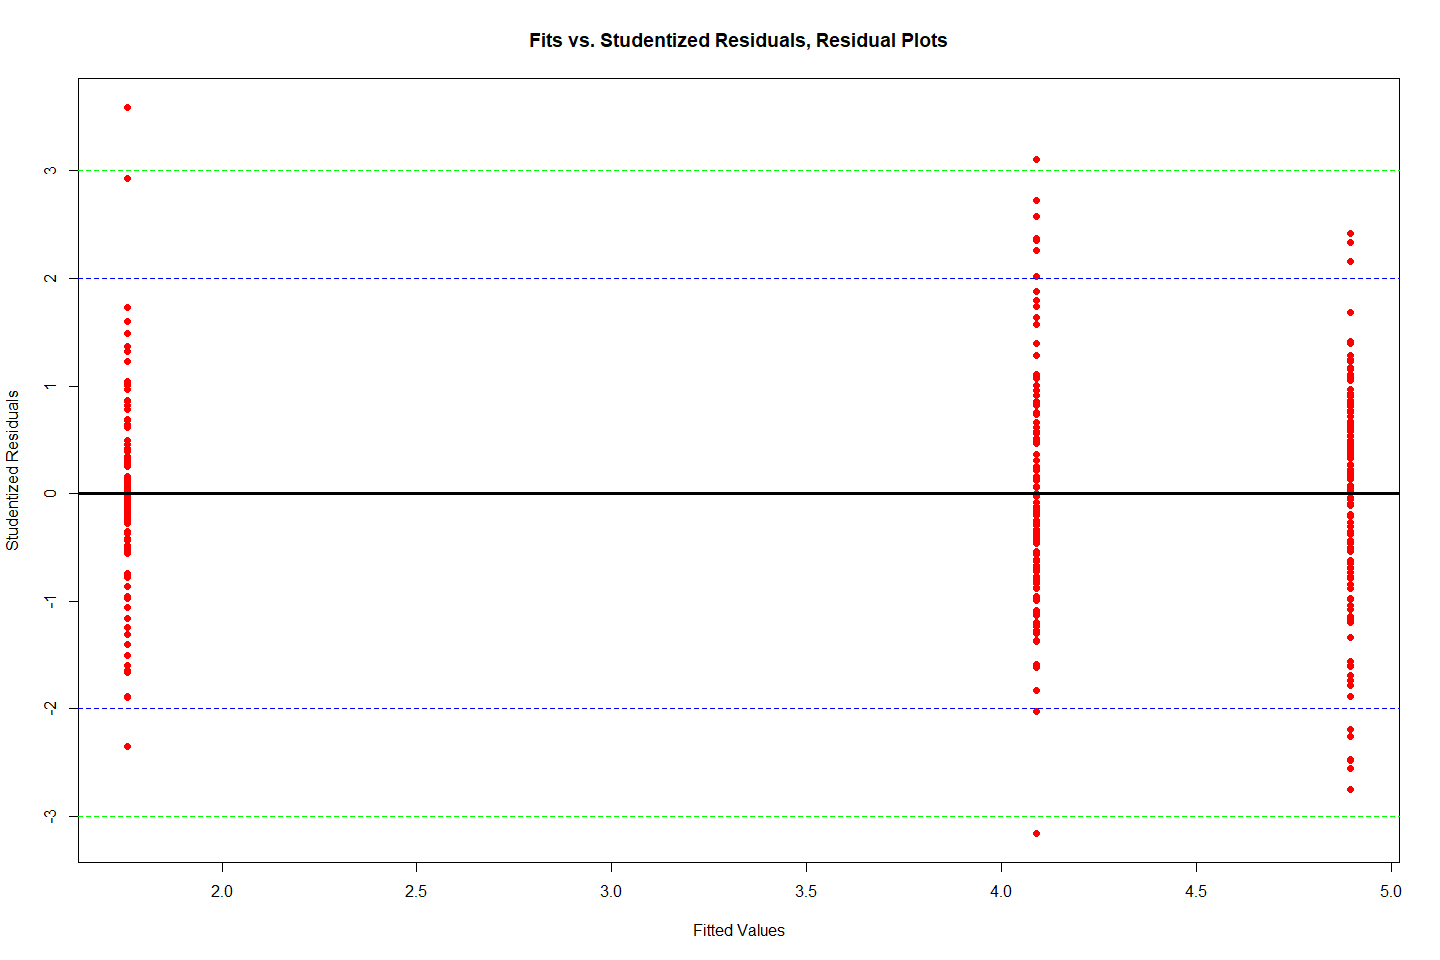 Fits vs. Studentized Residuals, Residual Plots
3
2
1
0
-1
-2
-3
Studentized Residuals
2.0 2.5 3.0 3.5 4.0 4.5 5.0
Fitted Values